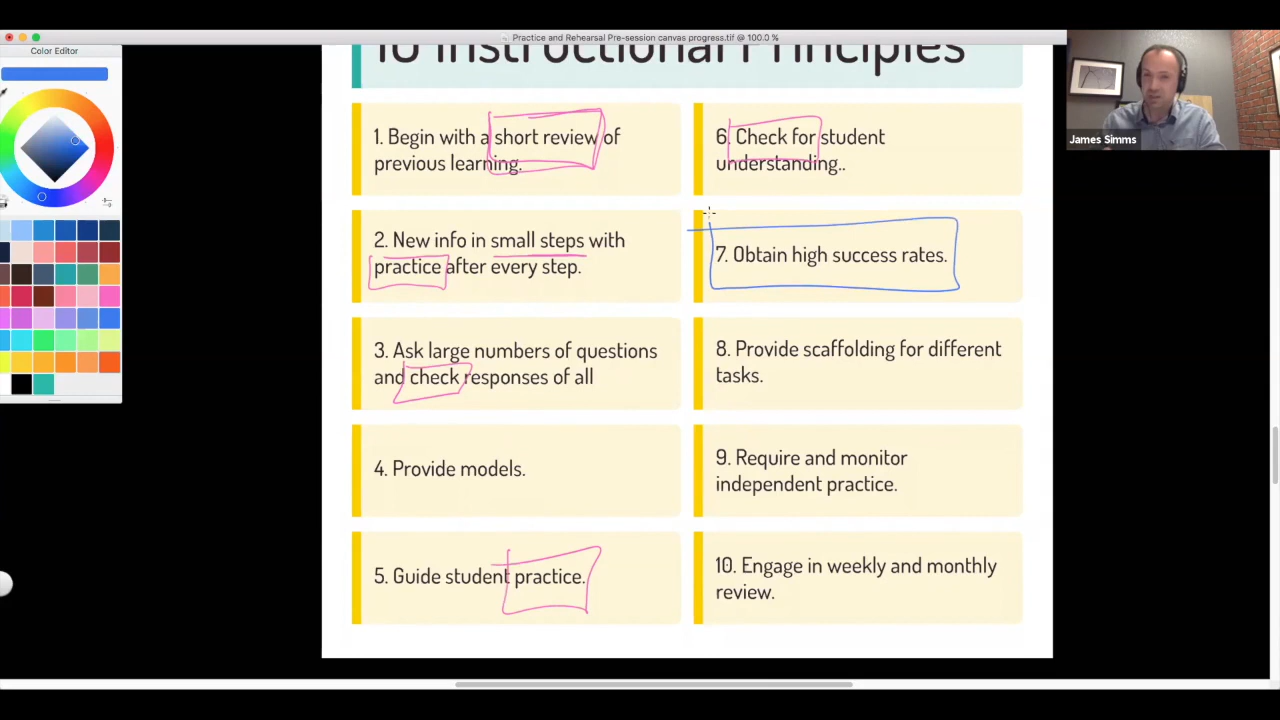 Practice and Rehearsal Pre-session canvas progress.tif @ 100.0 %
Color Editor
10 Instructional Principles
James Simms
1. Begin with a short review of
previous learning.
2. New info in small steps with
practice after every step.
3. Ask large numbers of questions
and check responses of all
4. Provide models.
5. Guide student practice.
6. Check for student
understanding..
7. Obtain high success rates.
8. Provide scaffolding for different
tasks.
9. Require and monitor
independent practice.
10. Engage in weekly and monthly
review.